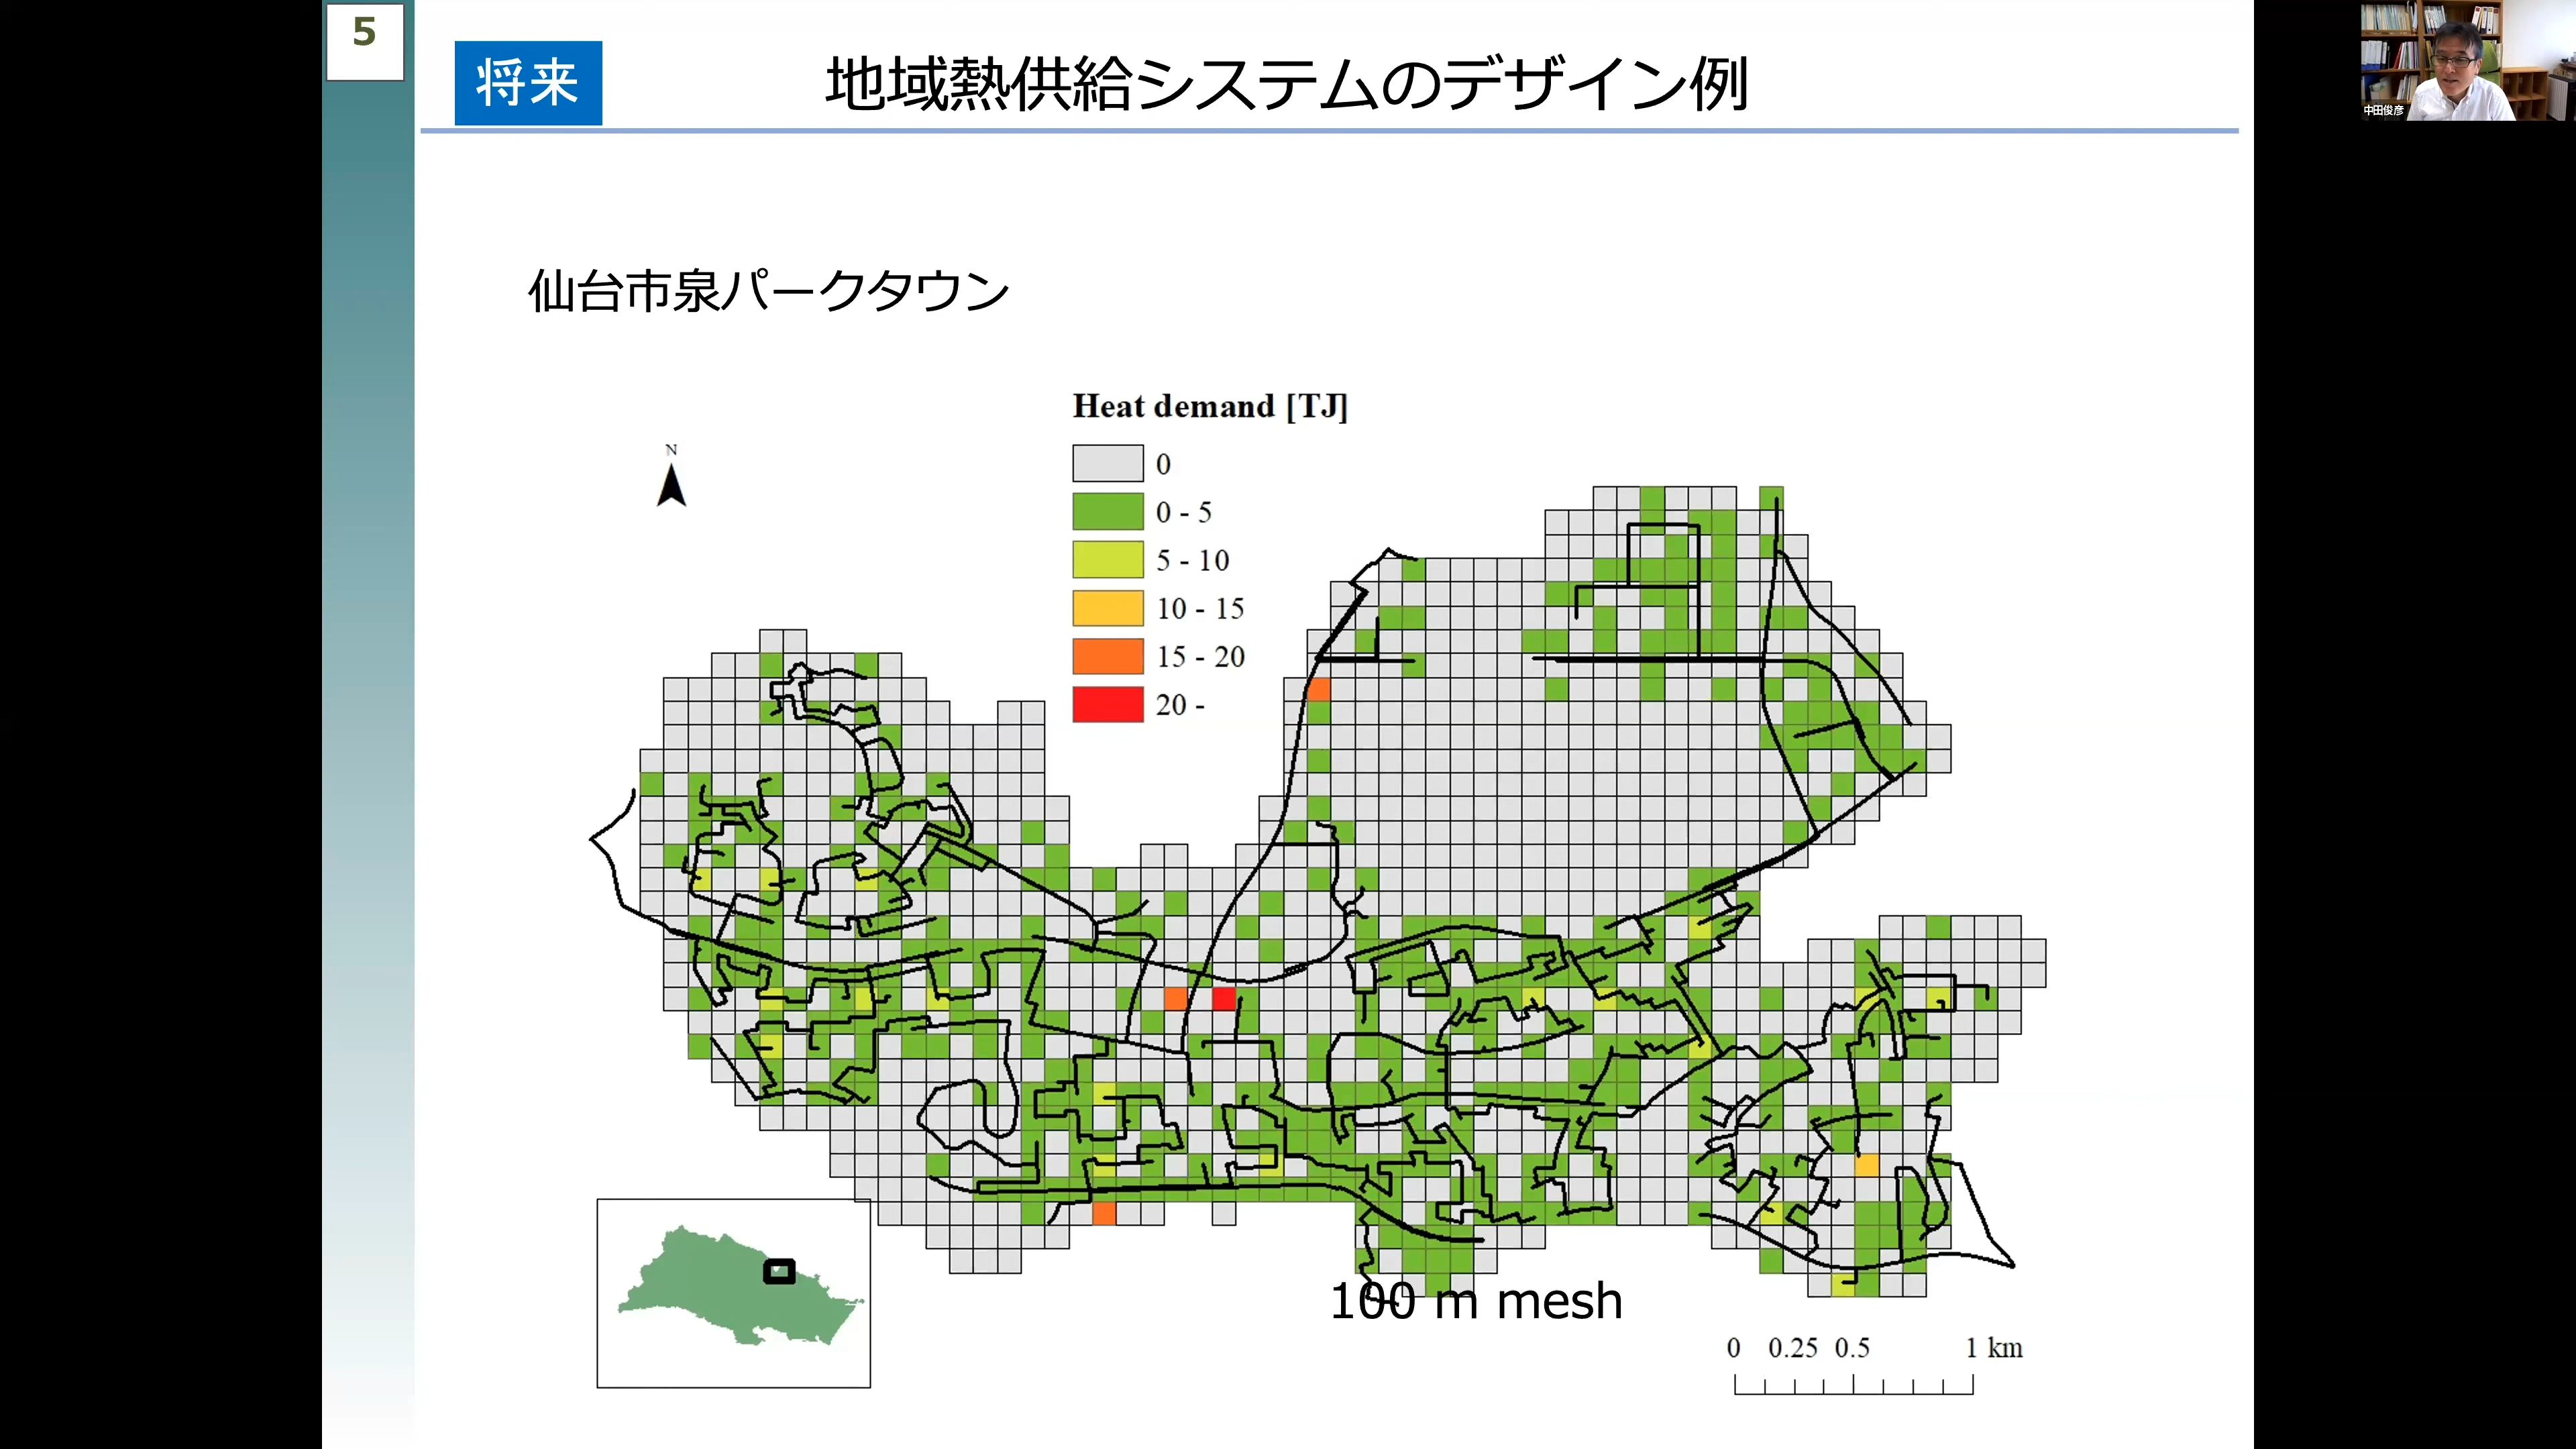 5
将来
地域熱供給システムのデザイン例
中田俊彦
仙台市泉パークタウン
Heat demand [TJ]
N
0
0 - 5
5 - 10
10 - 15
15 - 20
20 -
100 m mesh
0 0.25 0.5 1 km